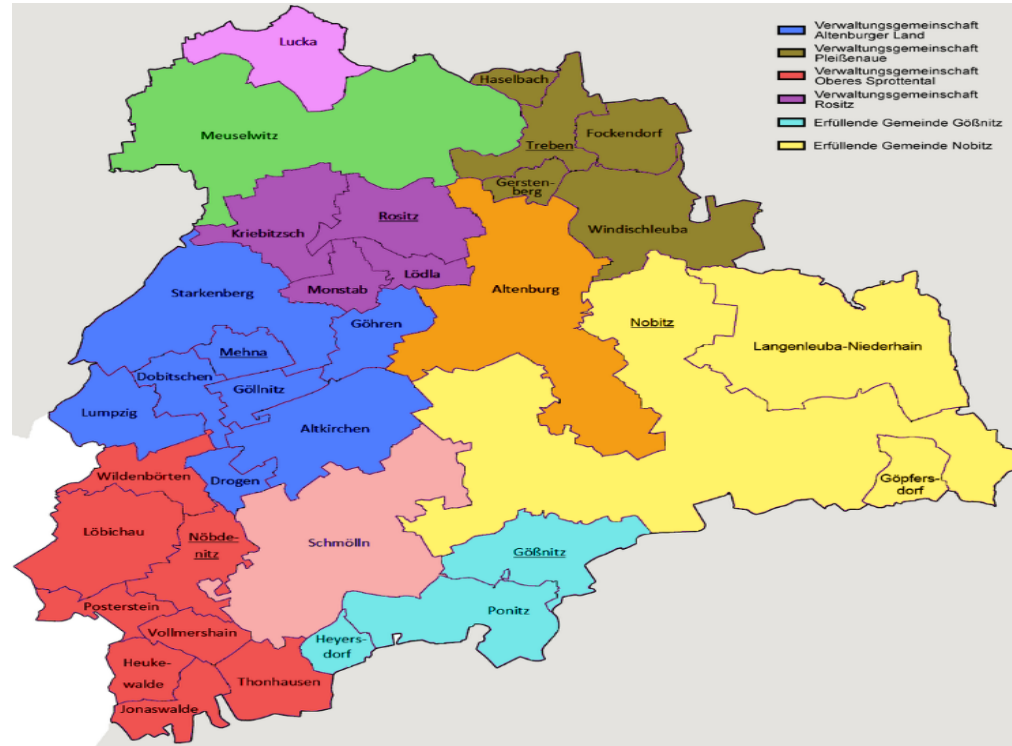 Lucka
Verwaltungsgemeinschaft
Altenburger Land
Verwaltungsgemeinschaft
Pleißenaue
Verwaltungsgemeinschaft
Oberes Sprottental
Verwaltungsgemeinschaft
Rositz
Erfüllende Gemeinde Gößnitz
Erfüllende Gemeinde Nobitz
Haselbach
Meuselwitz
Fockendorf
Treben
Gersten-
berg
Rositz
Kriebitzsch
Windischleuba
Lödla
Monstab
Altenburg
Starkenberg
Göhren
Nobitz
Langenleuba-Niederhain
Mehna
Dobitschen
Göllnitz
Lumpzig
Altkirchen
Wildenbörten
Drogen
Göpfers-
dorf
Löbichau
Nöbde-
nitz
Schmölln
Gößnitz
Posterstein
Ponitz
Vollmershain
Heyers-
dorf
Heuke-
walde
Thonhausen
Jonaswalde